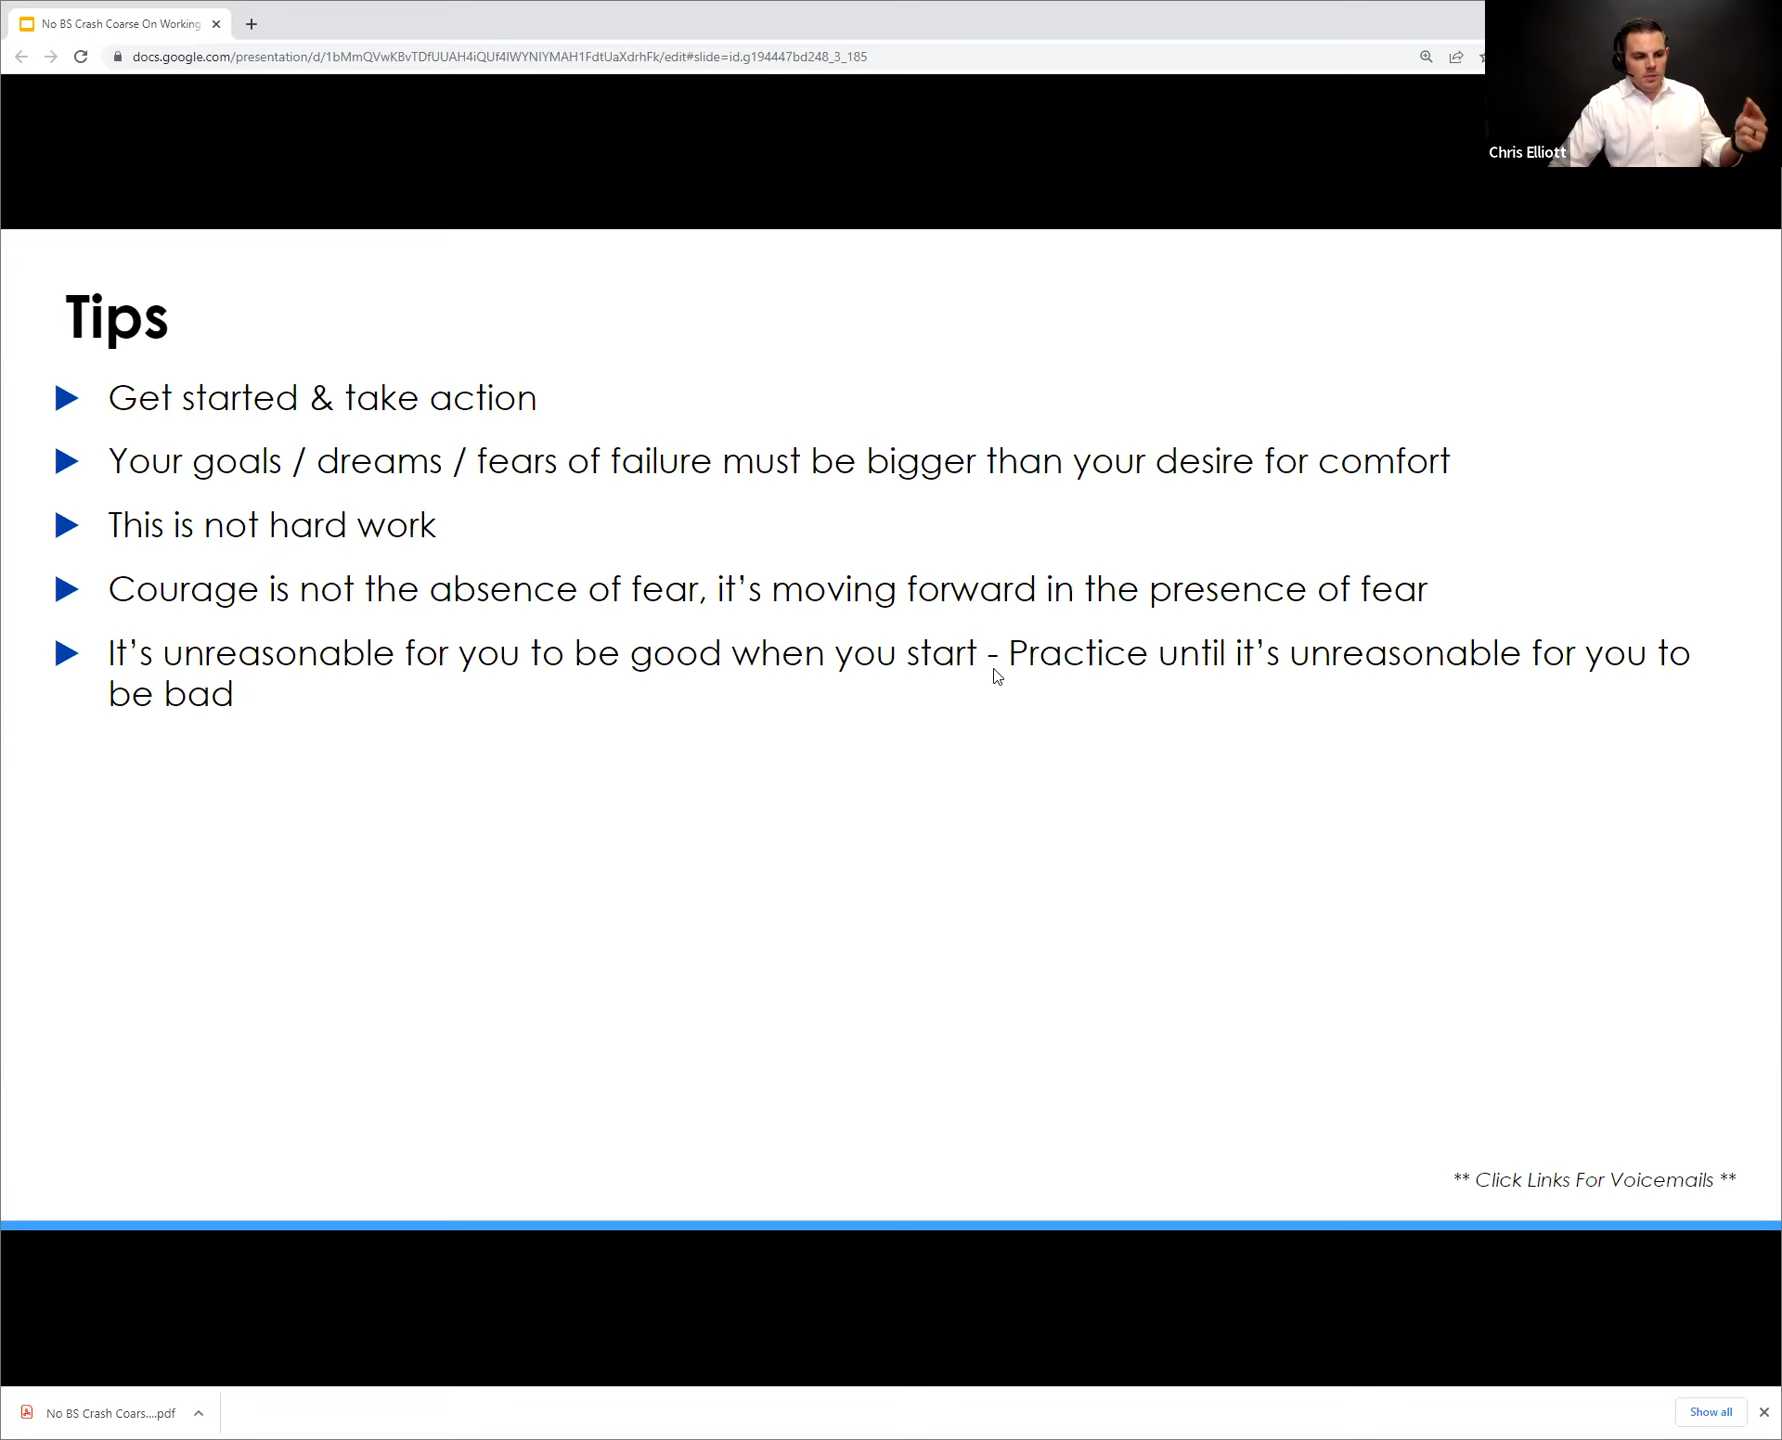 No BS Crash Coarse On Working
docs.google.com/presentation/d/1bMmQVwKBvTDfUUAH4iQUf4IWYNIYMAH1FdtUaXdrhFk/edit#slide=id.g194447bd248_3_185
Chris Elliott
Tips
Get started & take action
Your goals / dreams / fears of failure must be bigger than your desire for comfort
This is not hard work
Courage is not the absence of fear, it’s moving forward in the presence of fear
It’s unreasonable for you to be good when you start - Practice until it’s unreasonable for you to
be bad
** Click Links For Voicemails **
No BS Crash Coars....pdf
Show all